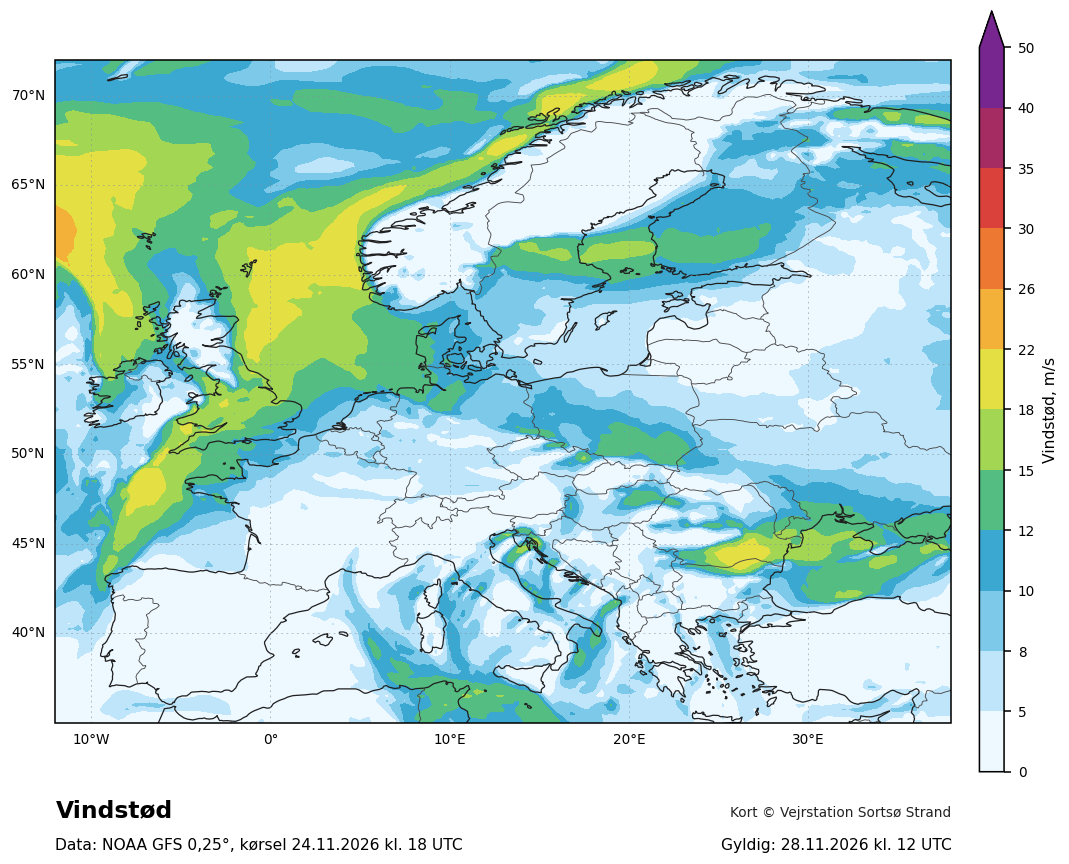 70°N
65°N
60°N
55°N
50°N
45°N
40°N
10°W
0°
10°E
20°E
30°E
50
40
35
30
26
22
18
15
12
10
8
5
0
Vindstød, m/s
Vindstød
Kort © Vejrstation Sortsø Strand
Data: NOAA GFS 0,25°, kørsel 24.11.2026 kl. 18 UTC
Gyldig: 28.11.2026 kl. 12 UTC